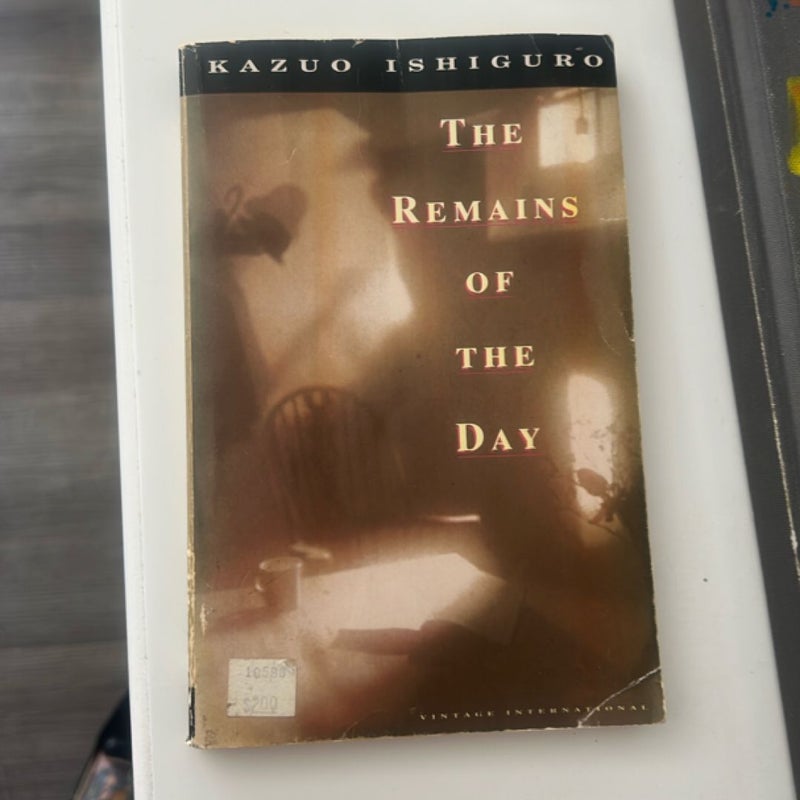 KAZUO ISHIGURO
THE
REMAINS
OF
THE
DAY
$200
VINTAGE INTERNATIONAL